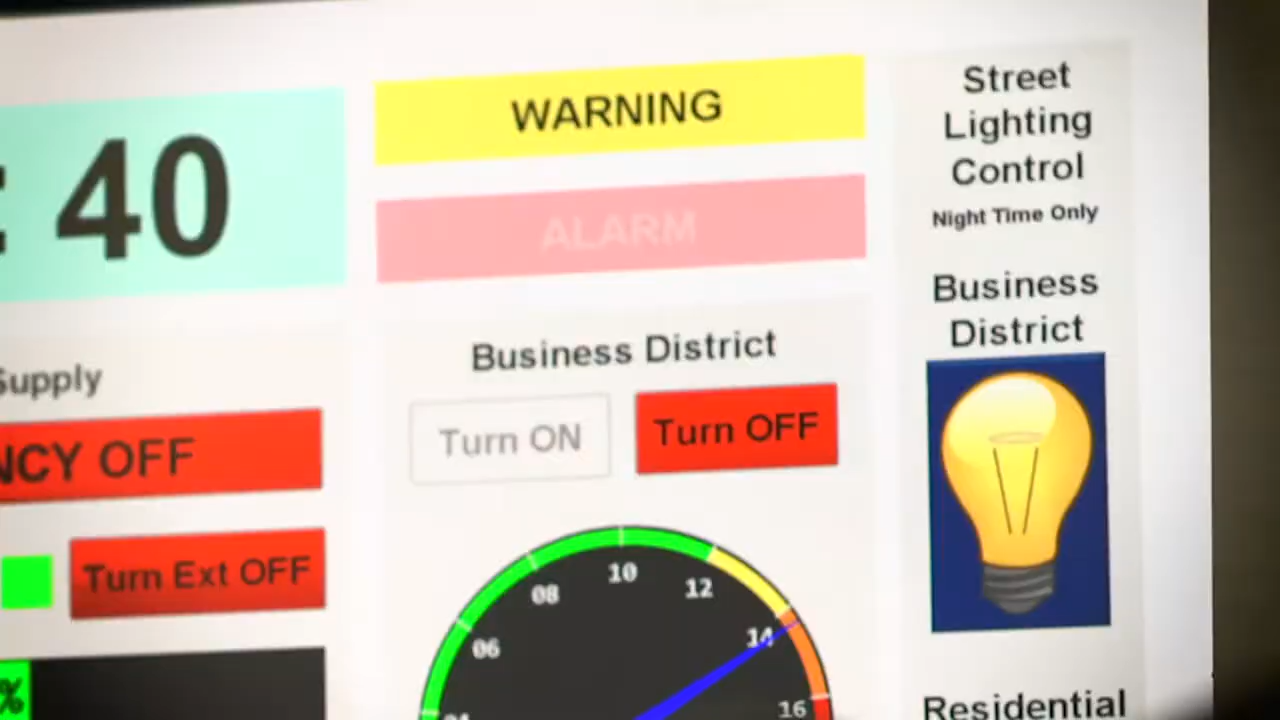 : 40
WARNING
ALARM
Street
Lighting
Control
Night Time Only
Business
District
Supply
NCY OFF
Turn Ext OFF
%
Business District
Turn ON
Turn OFF
04
06
08
10
12
14
16
Residential